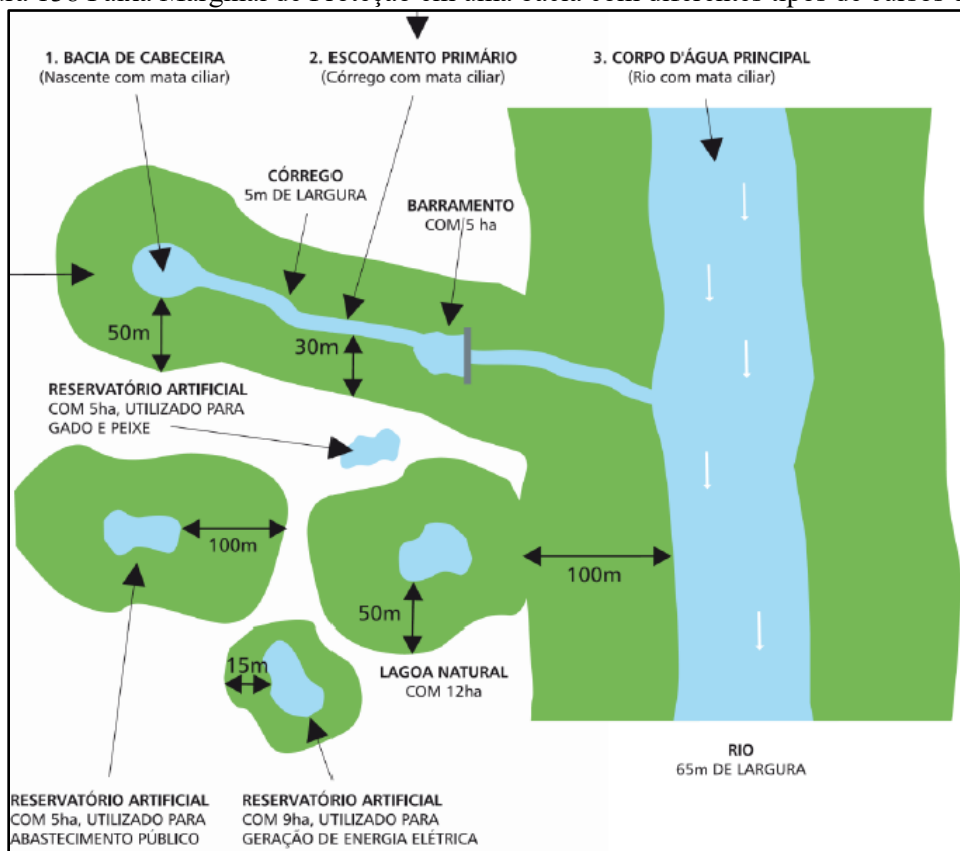 1. BACIA DE CABECEIRA
(Nascente com mata ciliar)
2. ESCOAMENTO PRIMÁRIO
(Córrego com mata ciliar)
3. CORPO D'ÁGUA PRINCIPAL
(Rio com mata ciliar)
CÓRREGO
5m DE LARGURA
BARRAMENTO
COM 5 ha
50m
30m
RESERVATÓRIO ARTIFICIAL
COM 5ha, UTILIZADO PARA
GADO E PEIXE
100m
50m
100m
15m
LAGOA NATURAL
COM 12ha
RIO
65m DE LARGURA
RESERVATÓRIO ARTIFICIAL
COM 5ha, UTILIZADO PARA
ABASTECIMENTO PÚBLICO
RESERVATÓRIO ARTIFICIAL
COM 9ha, UTILIZADO PARA
GERAÇÃO DE ENERGIA ELÉTRICA